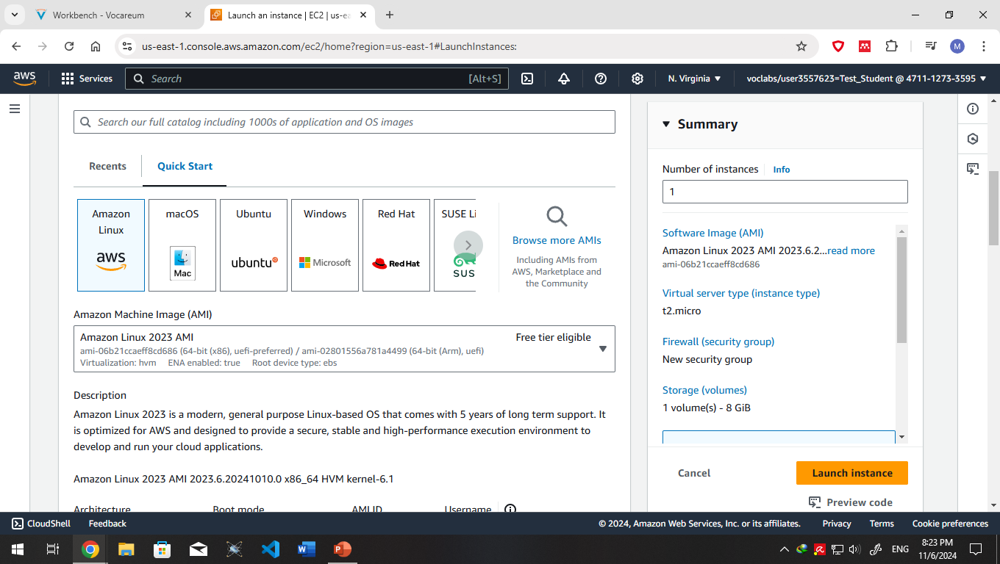 Workbench - Vocareum
Launch an instance | EC2 | us-ea
us-east-1.console.aws.amazon.com/ec2/home?region=us-east-1#LaunchInstances:
M
aws
Services
Search
[Alt+S]
N. Virginia
voclabs/user3557623=Test_Student @ 4711-1273-3595
Search our full catalog including 1000s of application and OS images
Recents
Quick Start
Amazon
Linux
aws
macOS
Mac
Ubuntu
ubuntu
Windows
Microsoft
Red Hat
Red Hat
SUSE Li
SUS
Browse more AMIs
Including AMIs from
AWS, Marketplace and
the Community
Amazon Machine Image (AMI)
Amazon Linux 2023 AMI
Free tier eligible
ami-06b21ccaeff8cd686 (64-bit (x86), uefi-preferred) / ami-02801556a781a4499 (64-bit (Arm), uefi)
Virtualization: hvm ENA enabled: true Root device type: ebs
Description
Amazon Linux 2023 is a modern, general purpose Linux-based OS that comes with 5 years of long term support. It
is optimized for AWS and designed to provide a secure, stable and high-performance execution environment to
develop and run your cloud applications.
Amazon Linux 2023 AMI 2023.6.20241010.0 x86_64 HVM kernel-6.1
Architecture Boot mode AMI ID Username
Summary
Number of instances Info
1
Software Image (AMI)
Amazon Linux 2023 AMI 2023.6.2...read more
ami-06b21ccaeff8cd686
Virtual server type (instance type)
t2.micro
Firewall (security group)
New security group
Storage (volumes)
1 volume(s) - 8 GiB
Cancel
Launch instance
Preview code
CloudShell
Feedback
© 2024, Amazon Web Services, Inc. or its affiliates.
Privacy
Terms
Cookie preferences
ENG
8:23 PM
11/6/2024